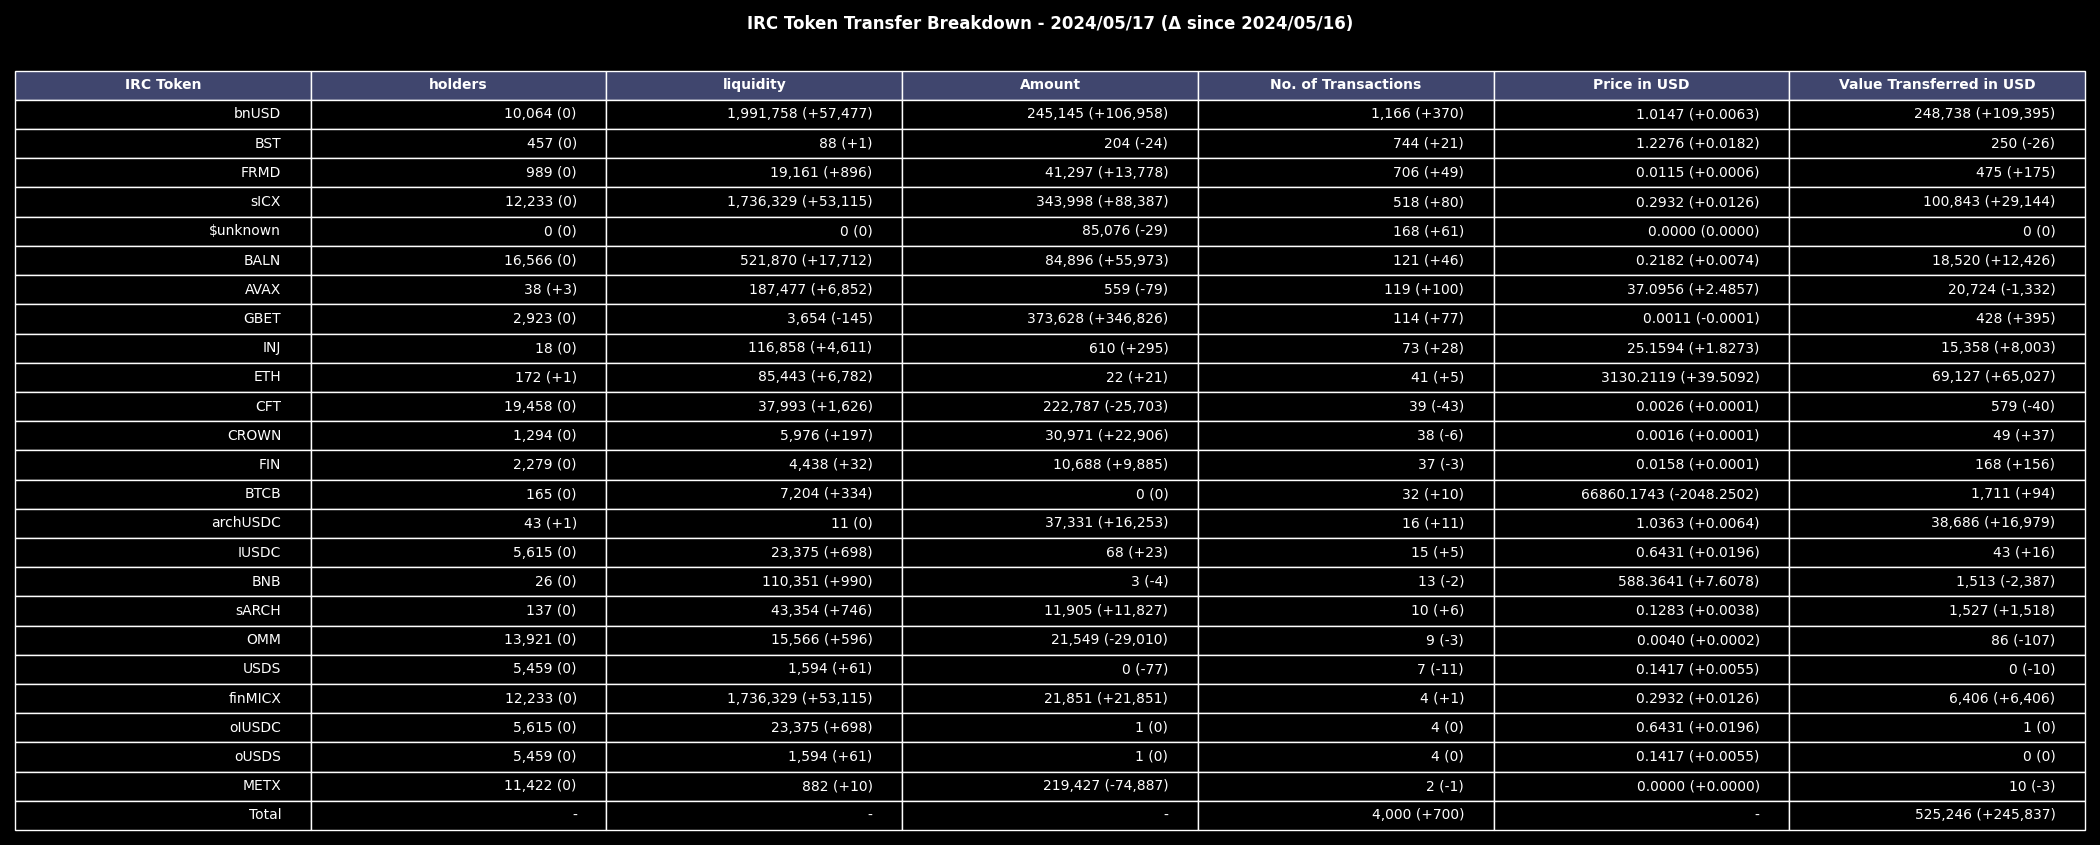 IRC Token Transfer Breakdown - 2024/05/17 (Δ since 2024/05/16)
IRC Token holders liquidity Amount No. of Transactions Price in USD Value Transferred in USD
bnUSD 10,064 (0) 1,991,758 (+57,477) 245,145 (+106,958) 1,166 (+370) 1.0147 (+0.0063) 248,738 (+109,395)
BST 457 (0) 88 (+1) 204 (-24) 744 (+21) 1.2276 (+0.0182) 250 (-26)
FRMD 989 (0) 19,161 (+896) 41,297 (+13,778) 706 (+49) 0.0115 (+0.0006) 475 (+175)
sICX 12,233 (0) 1,736,329 (+53,115) 343,998 (+88,387) 518 (+80) 0.2932 (+0.0126) 100,843 (+29,144)
$unknown 0 (0) 0 (0) 85,076 (-29) 168 (+61) 0.0000 (0.0000) 0 (0)
BALN 16,566 (0) 521,870 (+17,712) 84,896 (+55,973) 121 (+46) 0.2182 (+0.0074) 18,520 (+12,426)
AVAX 38 (+3) 187,477 (+6,852) 559 (-79) 119 (+100) 37.0956 (+2.4857) 20,724 (-1,332)
GBET 2,923 (0) 3,654 (-145) 373,628 (+346,826) 114 (+77) 0.0011 (-0.0001) 428 (+395)
INJ 18 (0) 116,858 (+4,611) 610 (+295) 73 (+28) 25.1594 (+1.8273) 15,358 (+8,003)
ETH 172 (+1) 85,443 (+6,782) 22 (+21) 41 (+5) 3130.2119 (+39.5092) 69,127 (+65,027)
CFT 19,458 (0) 37,993 (+1,626) 222,787 (-25,703) 39 (-43) 0.0026 (+0.0001) 579 (-40)
CROWN 1,294 (0) 5,976 (+197) 30,971 (+22,906) 38 (-6) 0.0016 (+0.0001) 49 (+37)
FIN 2,279 (0) 4,438 (+32) 10,688 (+9,885) 37 (-3) 0.0158 (+0.0001) 168 (+156)
BTCB 165 (0) 7,204 (+334) 0 (0) 32 (+10) 66860.1743 (-2048.2502) 1,711 (+94)
archUSDC 43 (+1) 11 (0) 37,331 (+16,253) 16 (+11) 1.0363 (+0.0064) 38,686 (+16,979)
IUSDC 5,615 (0) 23,375 (+698) 68 (+23) 15 (+5) 0.6431 (+0.0196) 43 (+16)
BNB 26 (0) 110,351 (+990) 3 (-4) 13 (-2) 588.3641 (+7.6078) 1,513 (-2,387)
sARCH 137 (0) 43,354 (+746) 11,905 (+11,827) 10 (+6) 0.1283 (+0.0038) 1,527 (+1,518)
OMM 13,921 (0) 15,566 (+596) 21,549 (-29,010) 9 (-3) 0.0040 (+0.0002) 86 (-107)
USDS 5,459 (0) 1,594 (+61) 0 (-77) 7 (-11) 0.1417 (+0.0055) 0 (-10)
finMICX 12,233 (0) 1,736,329 (+53,115) 21,851 (+21,851) 4 (+1) 0.2932 (+0.0126) 6,406 (+6,406)
oIUSDC 5,615 (0) 23,375 (+698) 1 (0) 4 (0) 0.6431 (+0.0196) 1 (0)
oUSDS 5,459 (0) 1,594 (+61) 1 (0) 4 (0) 0.1417 (+0.0055) 0 (0)
METX 11,422 (0) 882 (+10) 219,427 (-74,887) 2 (-1) 0.0000 (+0.0000) 10 (-3)
Total - - - 4,000 (+700) - 525,246 (+245,837)